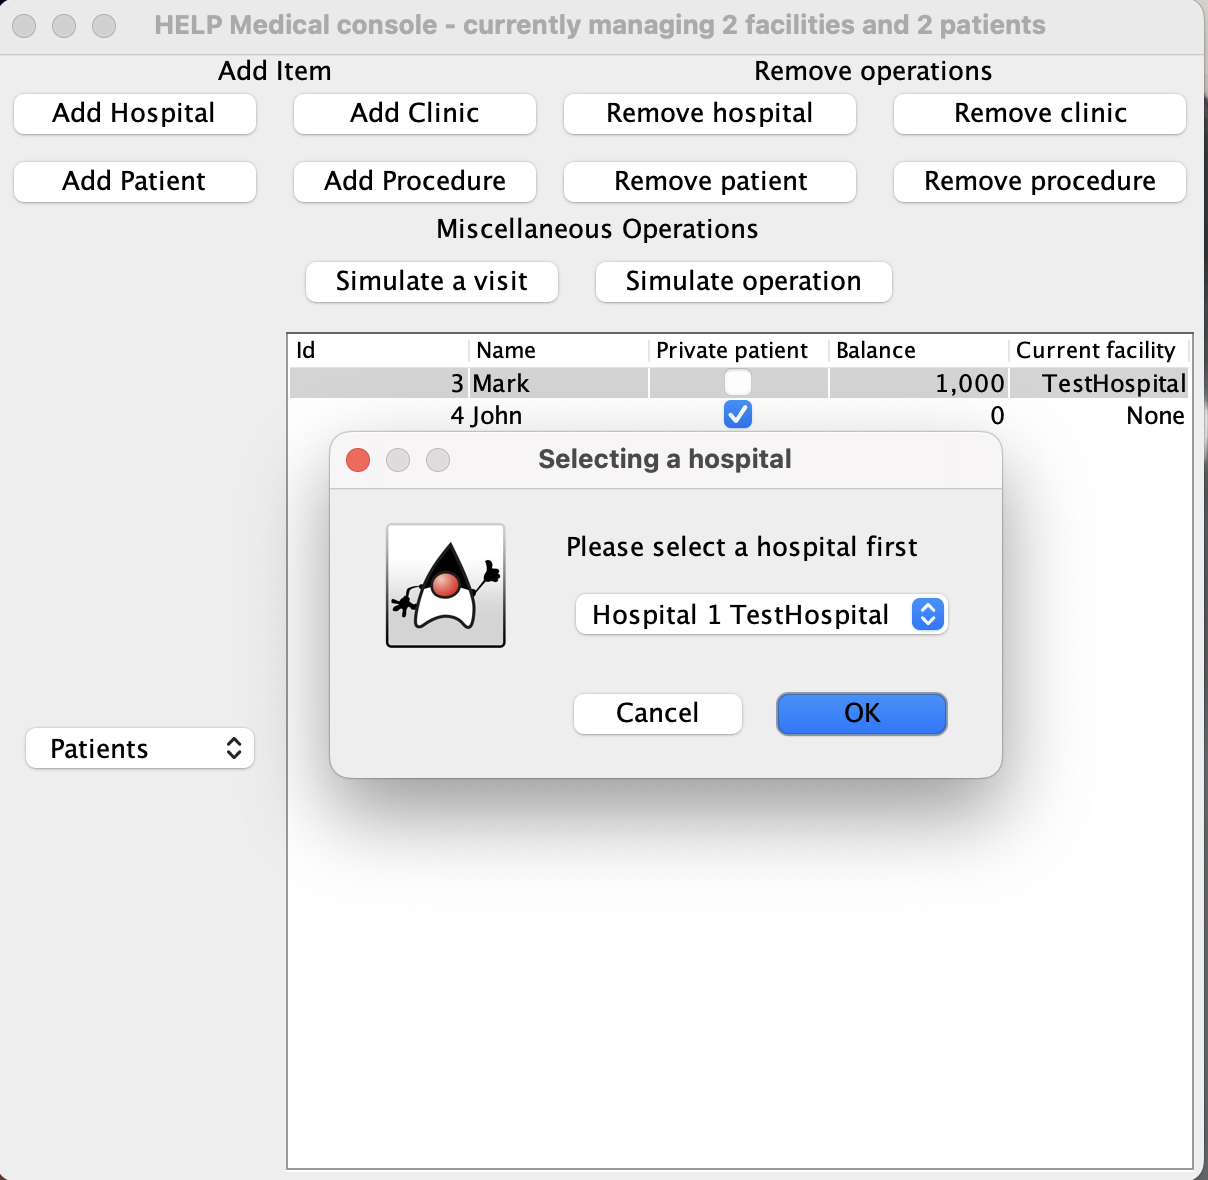 HELP Medical console - currently managing 2 facilities and 2 patients
Add Item
Remove operations
Add Hospital
Add Clinic
Remove hospital
Remove clinic
Add Patient
Add Procedure
Remove patient
Remove procedure
Miscellaneous Operations
Simulate a visit
Simulate operation
Id Name Private patient Balance Current facility
3 Mark 1,000 TestHospital
4 John 0 None
Selecting a hospital
Please select a hospital first
Hospital 1 TestHospital
Cancel
OK
Patients